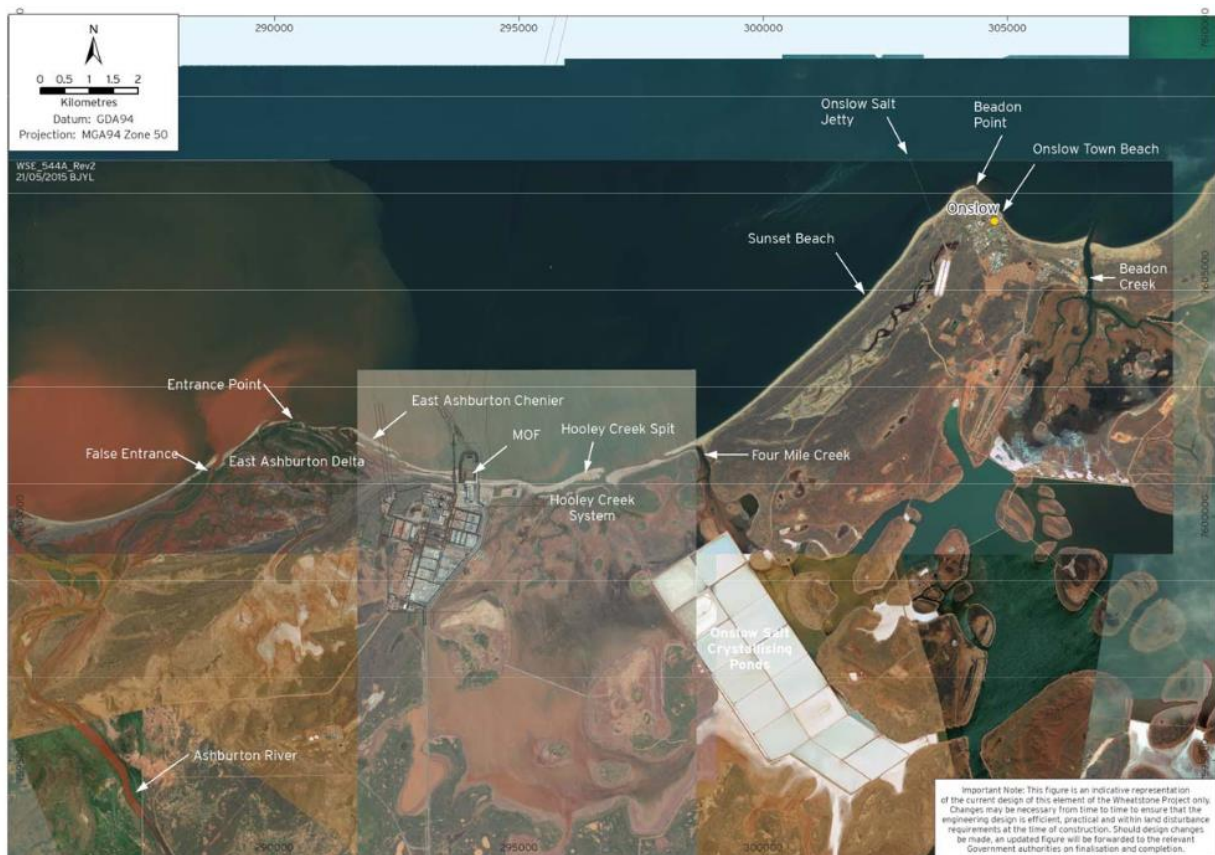 290000
295000
300000
305000
N
0 0.5 1 1.5 2
Kilometres
Datum: GDA94
Projection: MGA94 Zone 50
WSE_544A_Rev2
21/05/2015 BJYL
Onslow Salt
Jetty
Beadon
Point
Onslow Town Beach
Onslow
Sunset Beach
Beadon
Creek
7605000
Entrance Point
East Ashburton Chenier
MOF
Hooley Creek Spit
False Entrance
East Ashburton Delta
Four Mile Creek
Hooley Creek
System
7600000
Onslow Salt
Crystallising
Ponds
Ashburton River
Important Note: This figure is an indicative representation
of the current design of this element of the Wheatstone Project only.
Changes may be necessary from time to time to ensure that the
engineering design is efficient, practical and within land disturbance
requirements at the time of construction. Should design changes
be made, an updated figure will be forwarded to the relevant
Government authorities on finalisation and completion.
290000
295000
300000